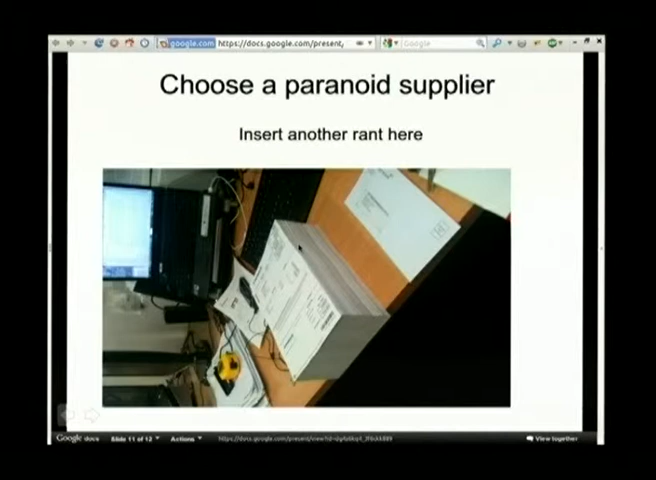 google.com https://docs.google.com/present, Google
Choose a paranoid supplier
Insert another rant here
Google docs Slide 11 of 12 Actions View together